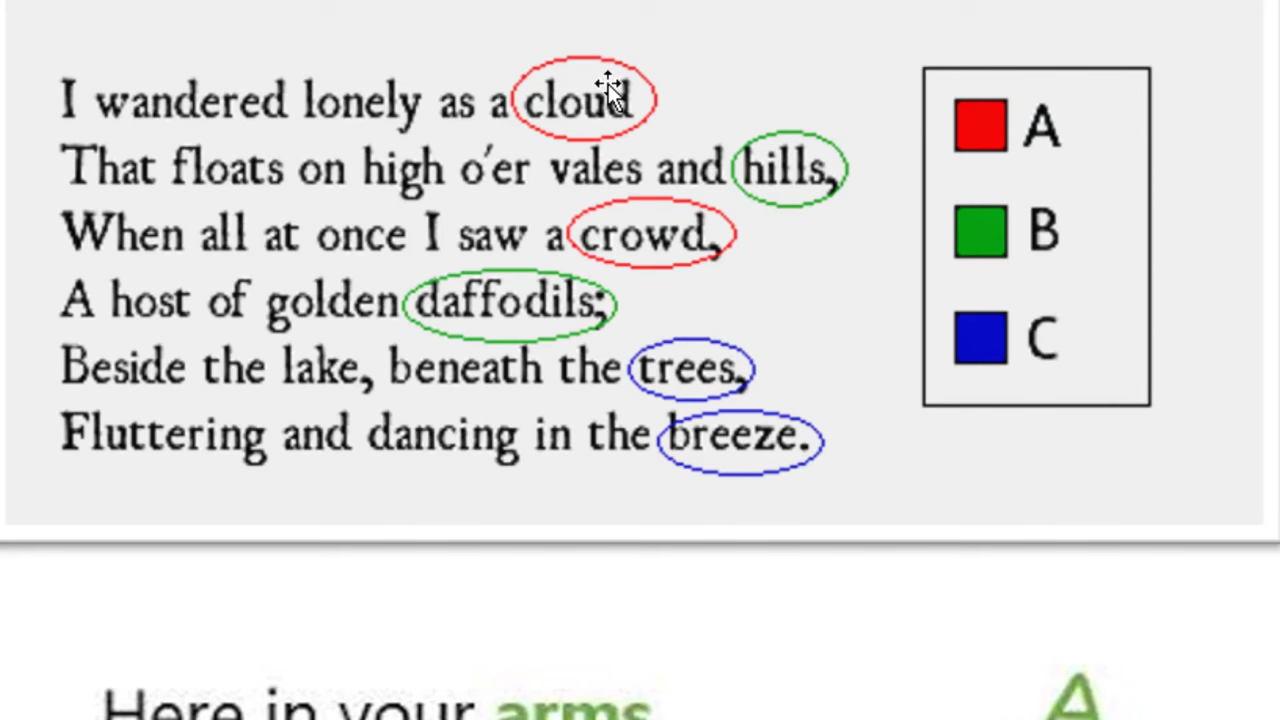 I wandered lonely as a cloud
That floats on high o'er vales and hills,
When all at once I saw a crowd,
A host of golden daffodils;
Beside the lake, beneath the trees,
Fluttering and dancing in the breeze.
A
B
C
Here in your arms
A